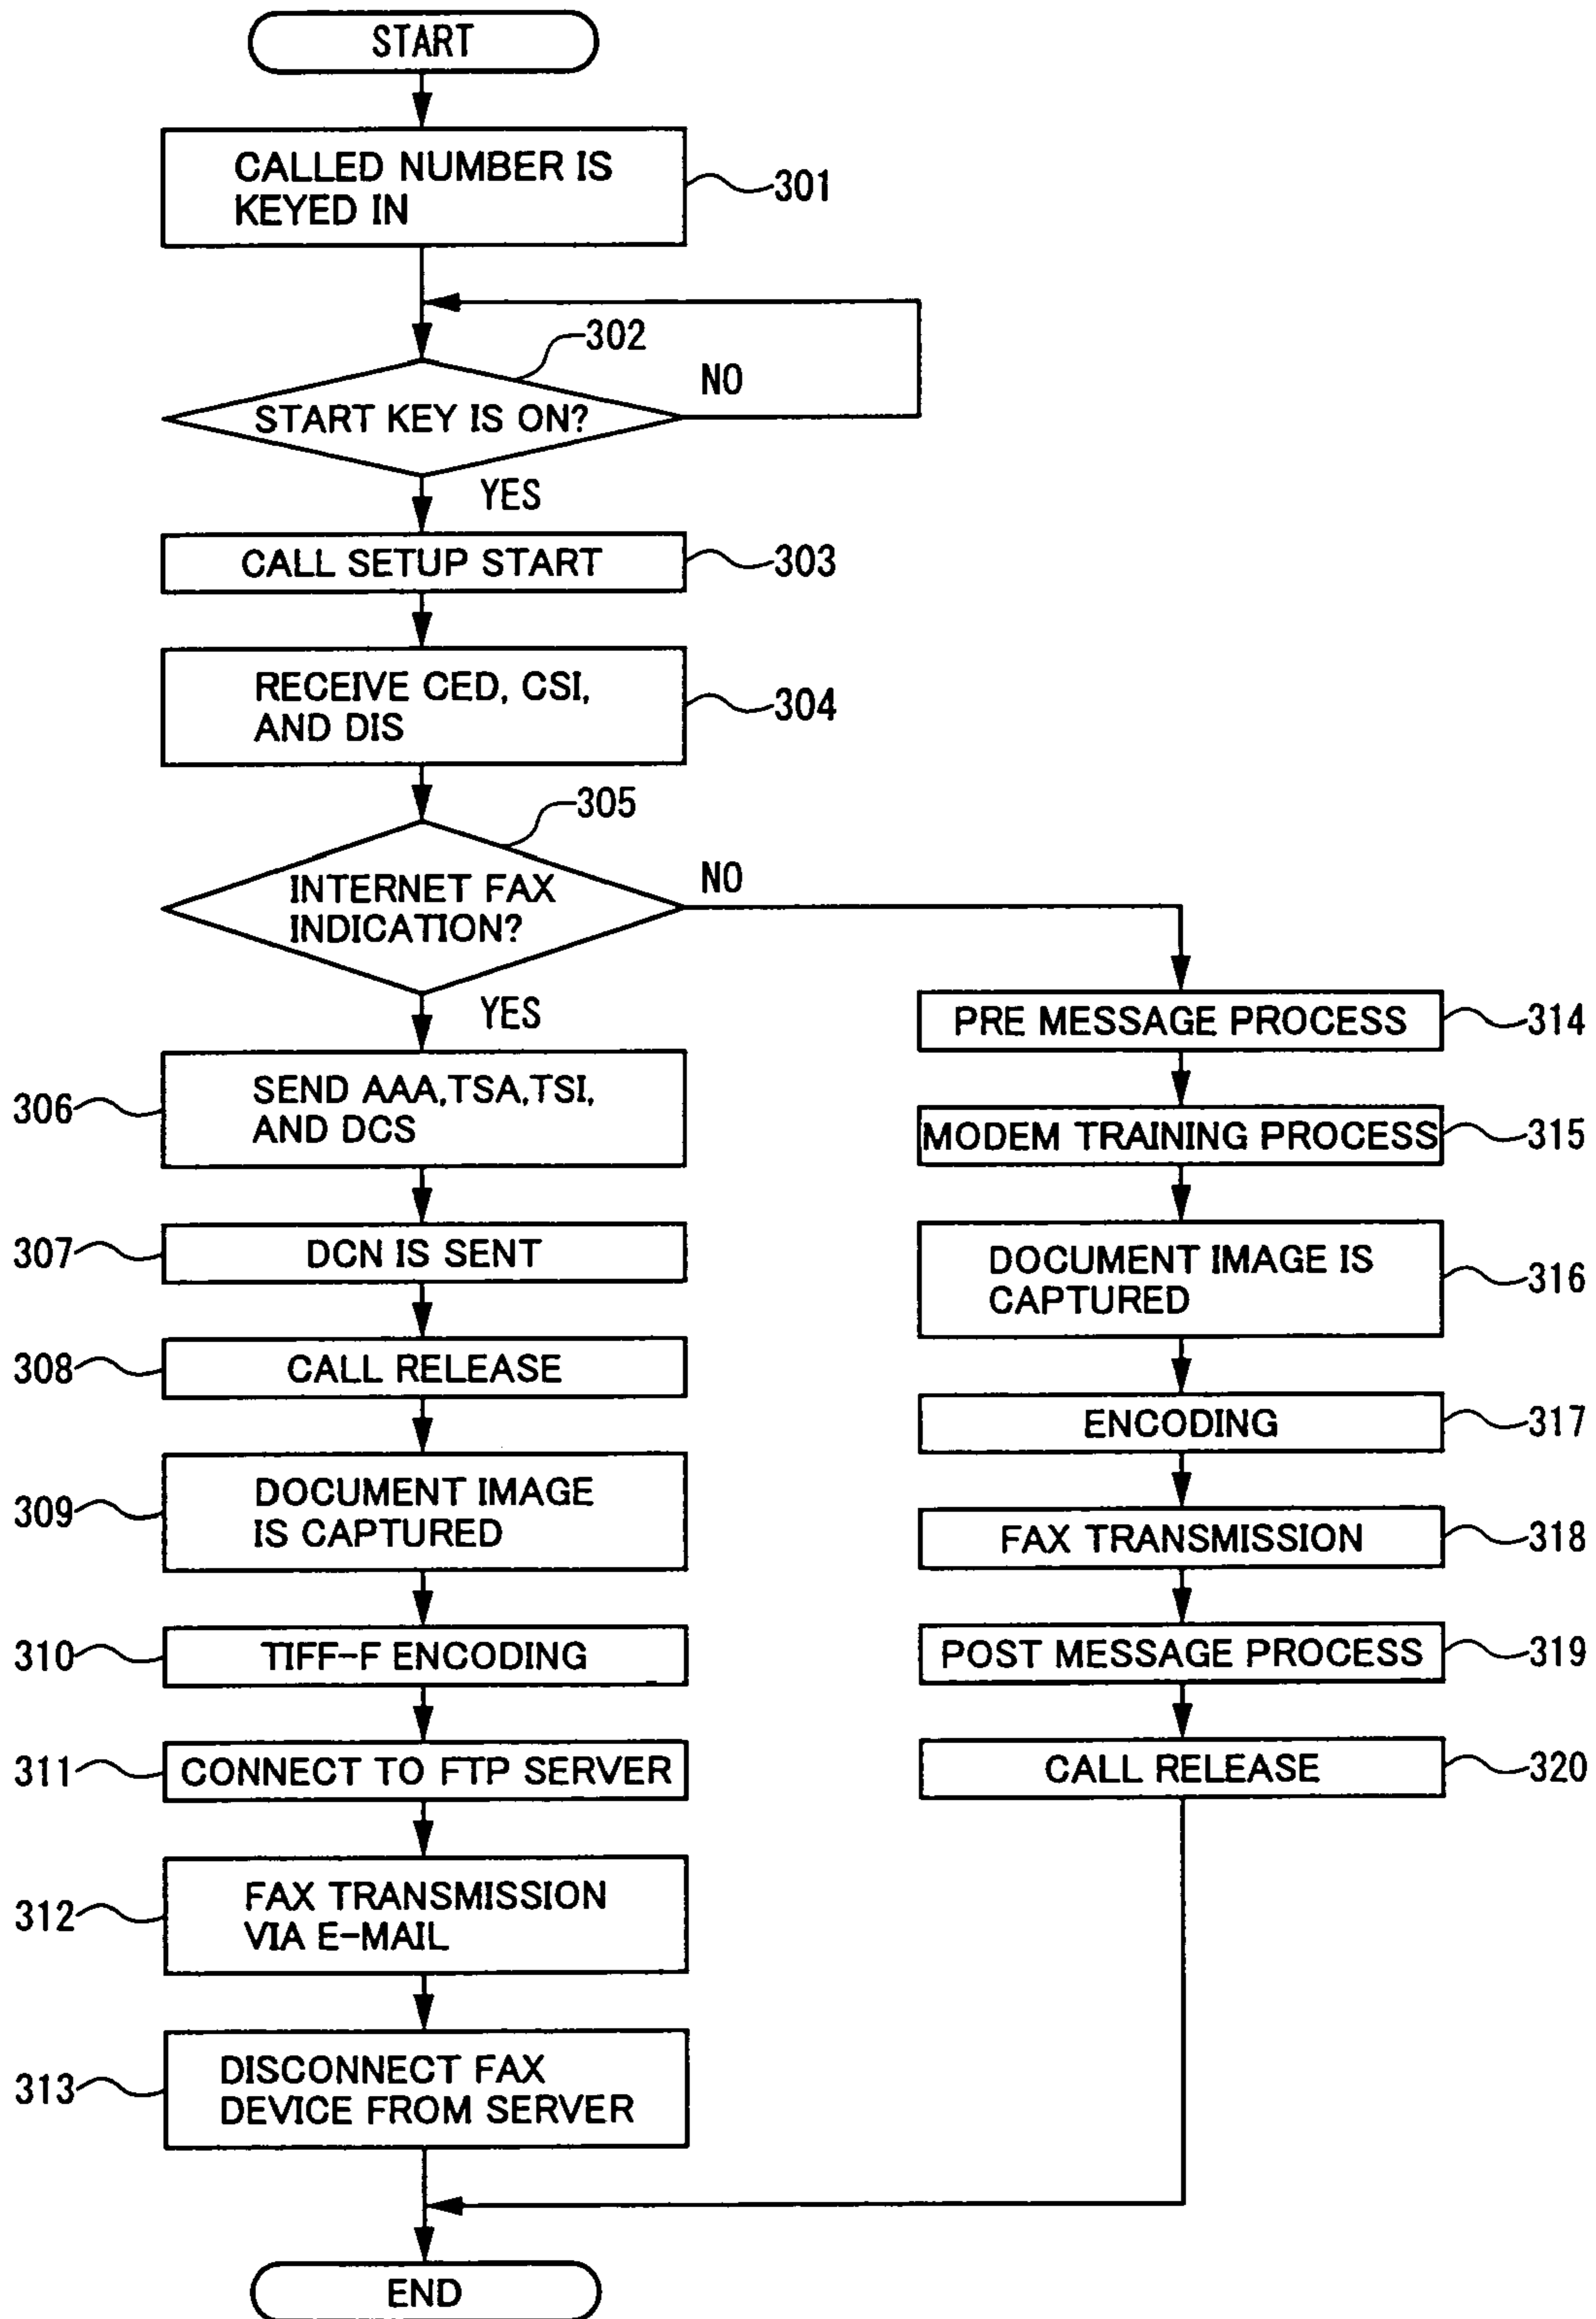 START
CALLED NUMBER IS
KEYED IN
301
302
START KEY IS ON?
NO
YES
CALL SETUP START
303
RECEIVE CED, CSI,
AND DIS
304
305
INTERNET FAX
INDICATION?
NO
YES
306
SEND AAA,TSA,TSI,
AND DCS
307
DCN IS SENT
308
CALL RELEASE
309
DOCUMENT IMAGE
IS CAPTURED
310
TIFF-F ENCODING
311
CONNECT TO FTP SERVER
312
FAX TRANSMISSION
VIA E-MAIL
313
DISCONNECT FAX
DEVICE FROM SERVER
PRE MESSAGE PROCESS
314
MODEM TRAINING PROCESS
315
DOCUMENT IMAGE IS
CAPTURED
316
ENCODING
317
FAX TRANSMISSION
318
POST MESSAGE PROCESS
319
CALL RELEASE
320
END